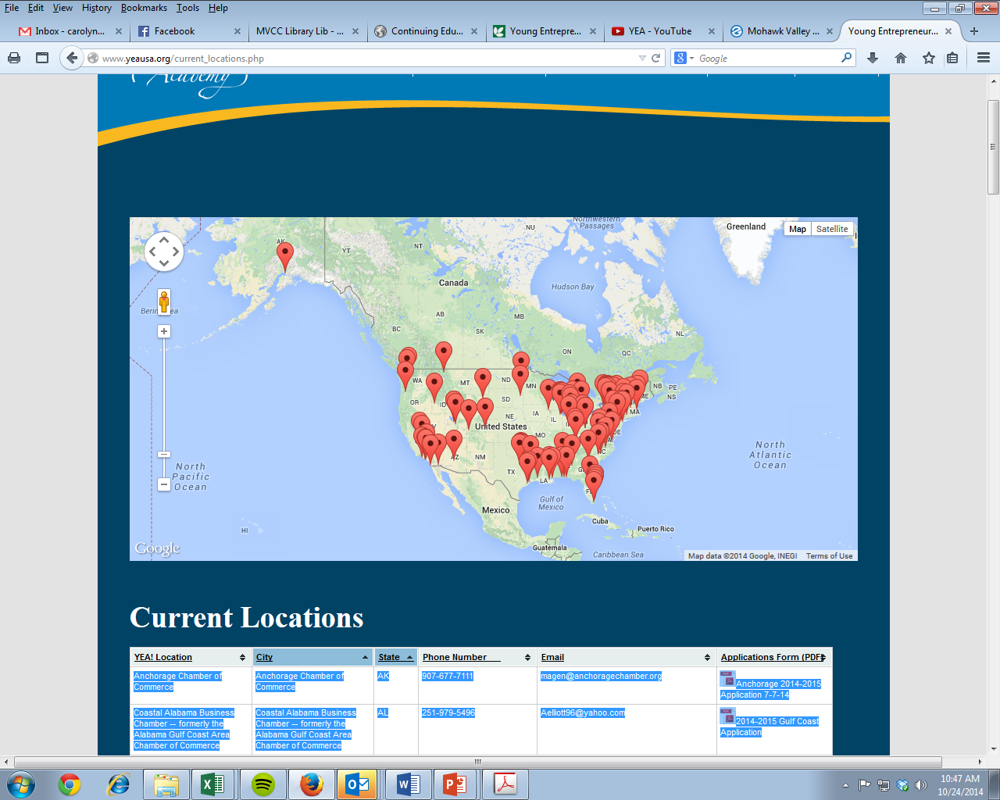 File Edit View History Bookmarks Tools Help
Inbox - carolyn... Facebook MVCC Library Lib - ... Continuing Edu... Young Entrepre... YEA - YouTube Mohawk Valley ... Young Entrepreneur...
www.yeausa.org/current_locations.php Google
Academy
Northwestern
Passages
Greenland
Map Satellite
AK
NU
YT
NT
Canada
Hudson Bay
AB
MB
BC
SK
NL
ON
QC
WA
MT
ND
MN
NB
PE
NS
ME
OR
ID
SD
MA
IA
NE
IL
United States
MO
DE
AZ
NM
NC
TX
LA
North
Pacific
Ocean
North
Atlantic
Ocean
Gulf of
Mexico
Mexico
Cuba
HI
Puerto Rico
Guatemala
Caribbean Sea
Google
Map data ©2014 Google, INEGI Terms of Use
Current Locations
YEA! Location City State Phone Number Email Applications Form (PDF)
Anchorage Chamber of Commerce Anchorage Chamber of Commerce AK 907-677-7111 magen@anchoragechamber.org Anchorage 2014-2015 Application 7-7-14
Coastal Alabama Business Chamber -- formerly the Alabama Gulf Coast Area Chamber of Commerce Coastal Alabama Business Chamber -- formerly the Alabama Gulf Coast Area Chamber of Commerce AL 251-979-5496 Aelliott96@yahoo.com 2014-2015 Gulf Coast Application
10:47 AM
10/24/2014